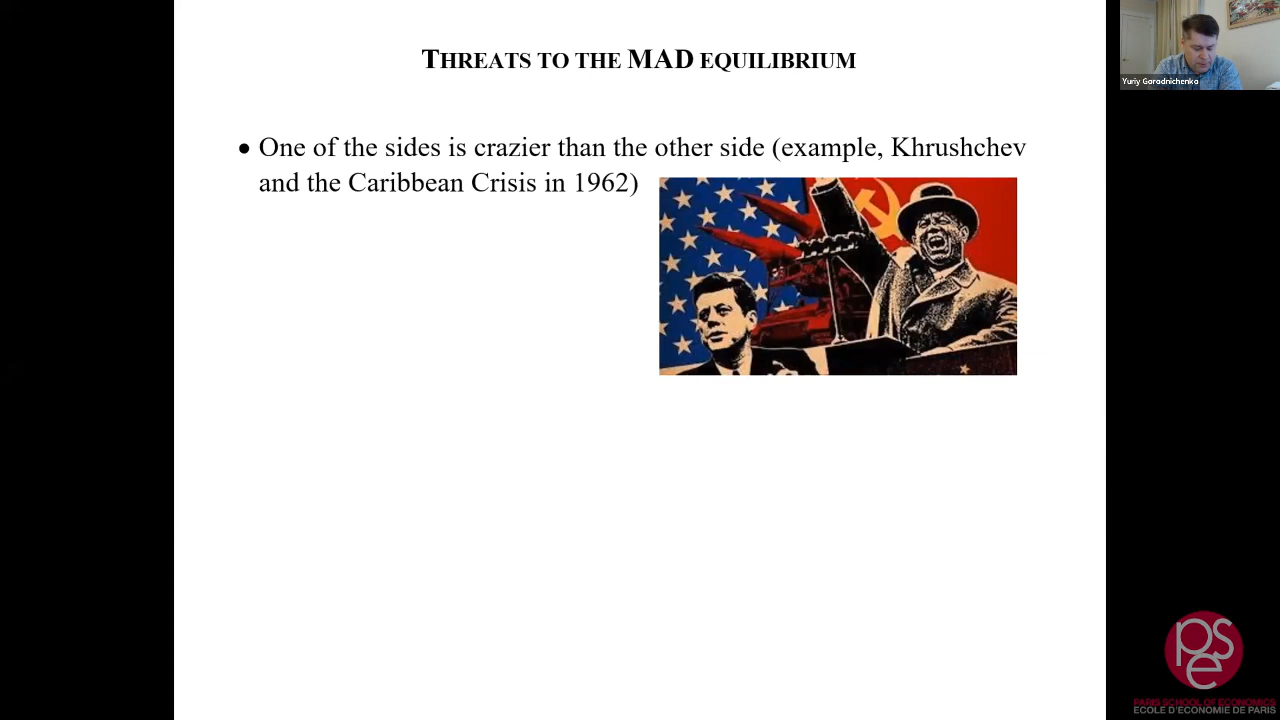 THREATS TO THE MAD EQUILIBRIUM
• One of the sides is crazier than the other side (example, Khrushchev
and the Caribbean Crisis in 1962)
Yuriy Gorodnichenko
pse
PARIS SCHOOL OF ECONOMICS
ECOLE D'ECONOMIE DE PARIS